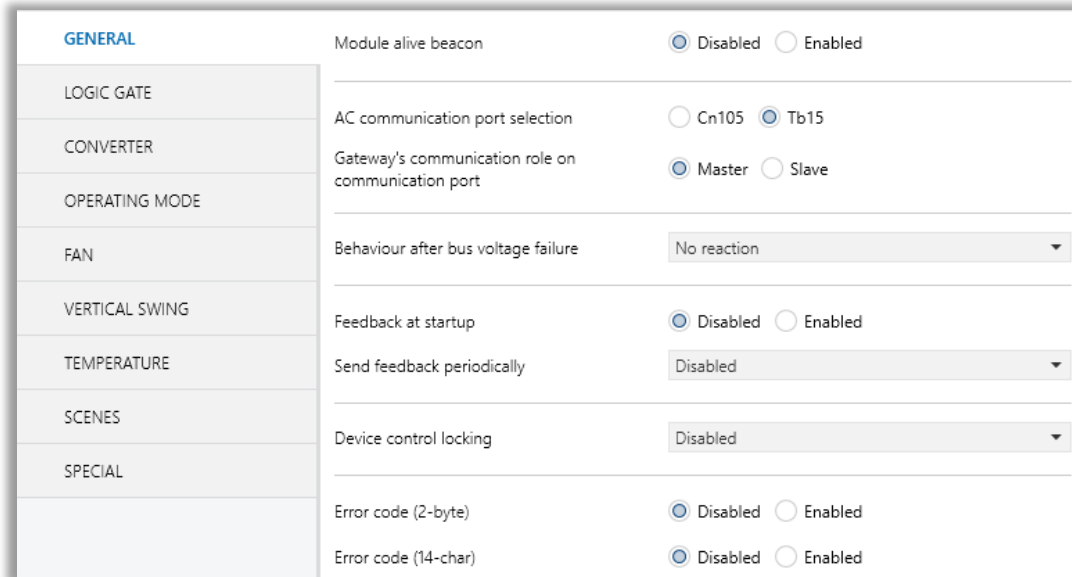 GENERAL
LOGIC GATE
CONVERTER
OPERATING MODE
FAN
VERTICAL SWING
TEMPERATURE
SCENES
SPECIAL
Module alive beacon Disabled Enabled
AC communication port selection Cn105 Tb15
Gateway's communication role on
communication port Master Slave
Behaviour after bus voltage failure No reaction
Feedback at startup Disabled Enabled
Send feedback periodically Disabled
Device control locking Disabled
Error code (2-byte) Disabled Enabled
Error code (14-char) Disabled Enabled